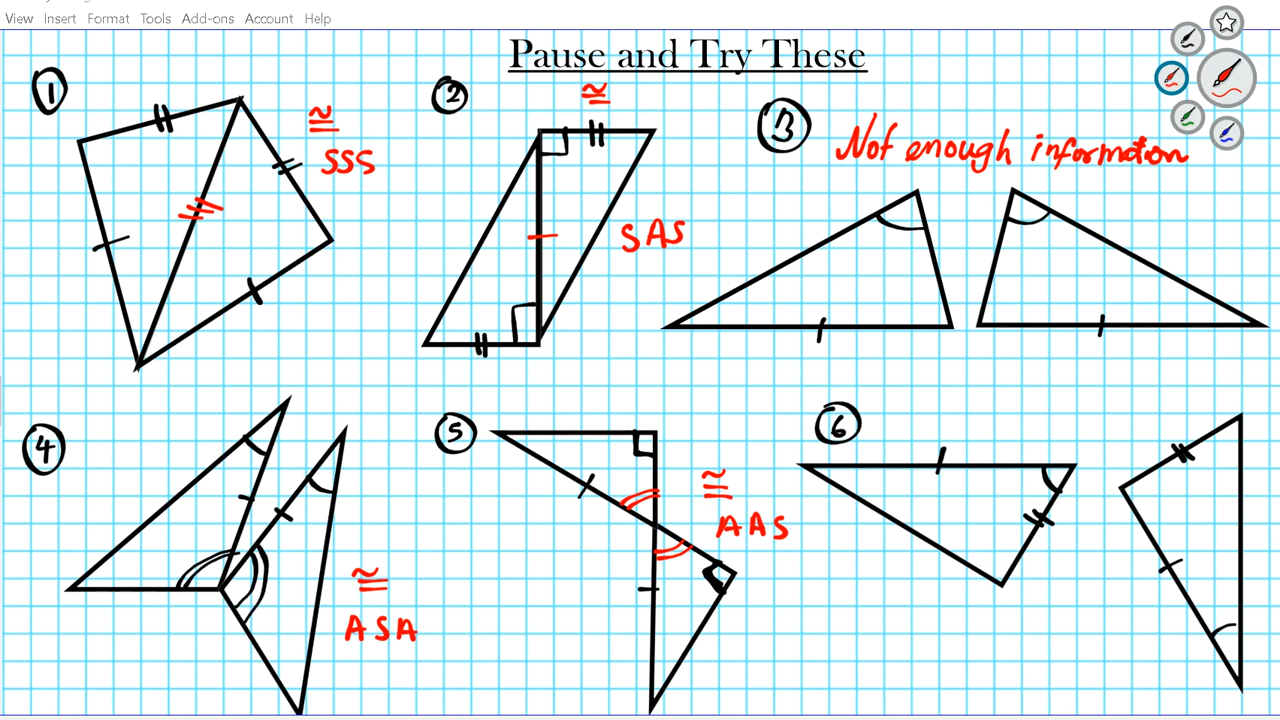 View Insert Format Tools Add-ons Account Help
Pause and Try These
1
≅
SSS
2
≅
SAS
3
Not enough information
4
≅
ASA
5
≅
AAS
6